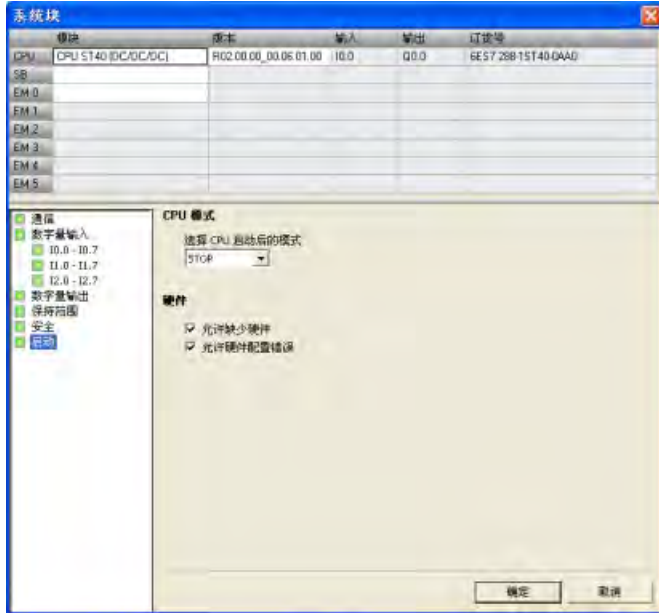 系统块
模块 版本 输入 输出 订货号
CPU CPU ST40 (DC/DC/DC) R02.00.00_00.06.01.00 I0.0 Q0.0 6ES7 288-1ST40-0AA0
SB
EM 0
EM 1
EM 2
EM 3
EM 4
EM 5
通信
数字量输入
I0.0 - I0.7
I1.0 - I1.7
I2.0 - I2.7
数字量输出
保持范围
安全
启动
CPU 模式
选择 CPU 启动后的模式
STOP
硬件
允许缺少硬件
允许硬件配置错误
确定 取消